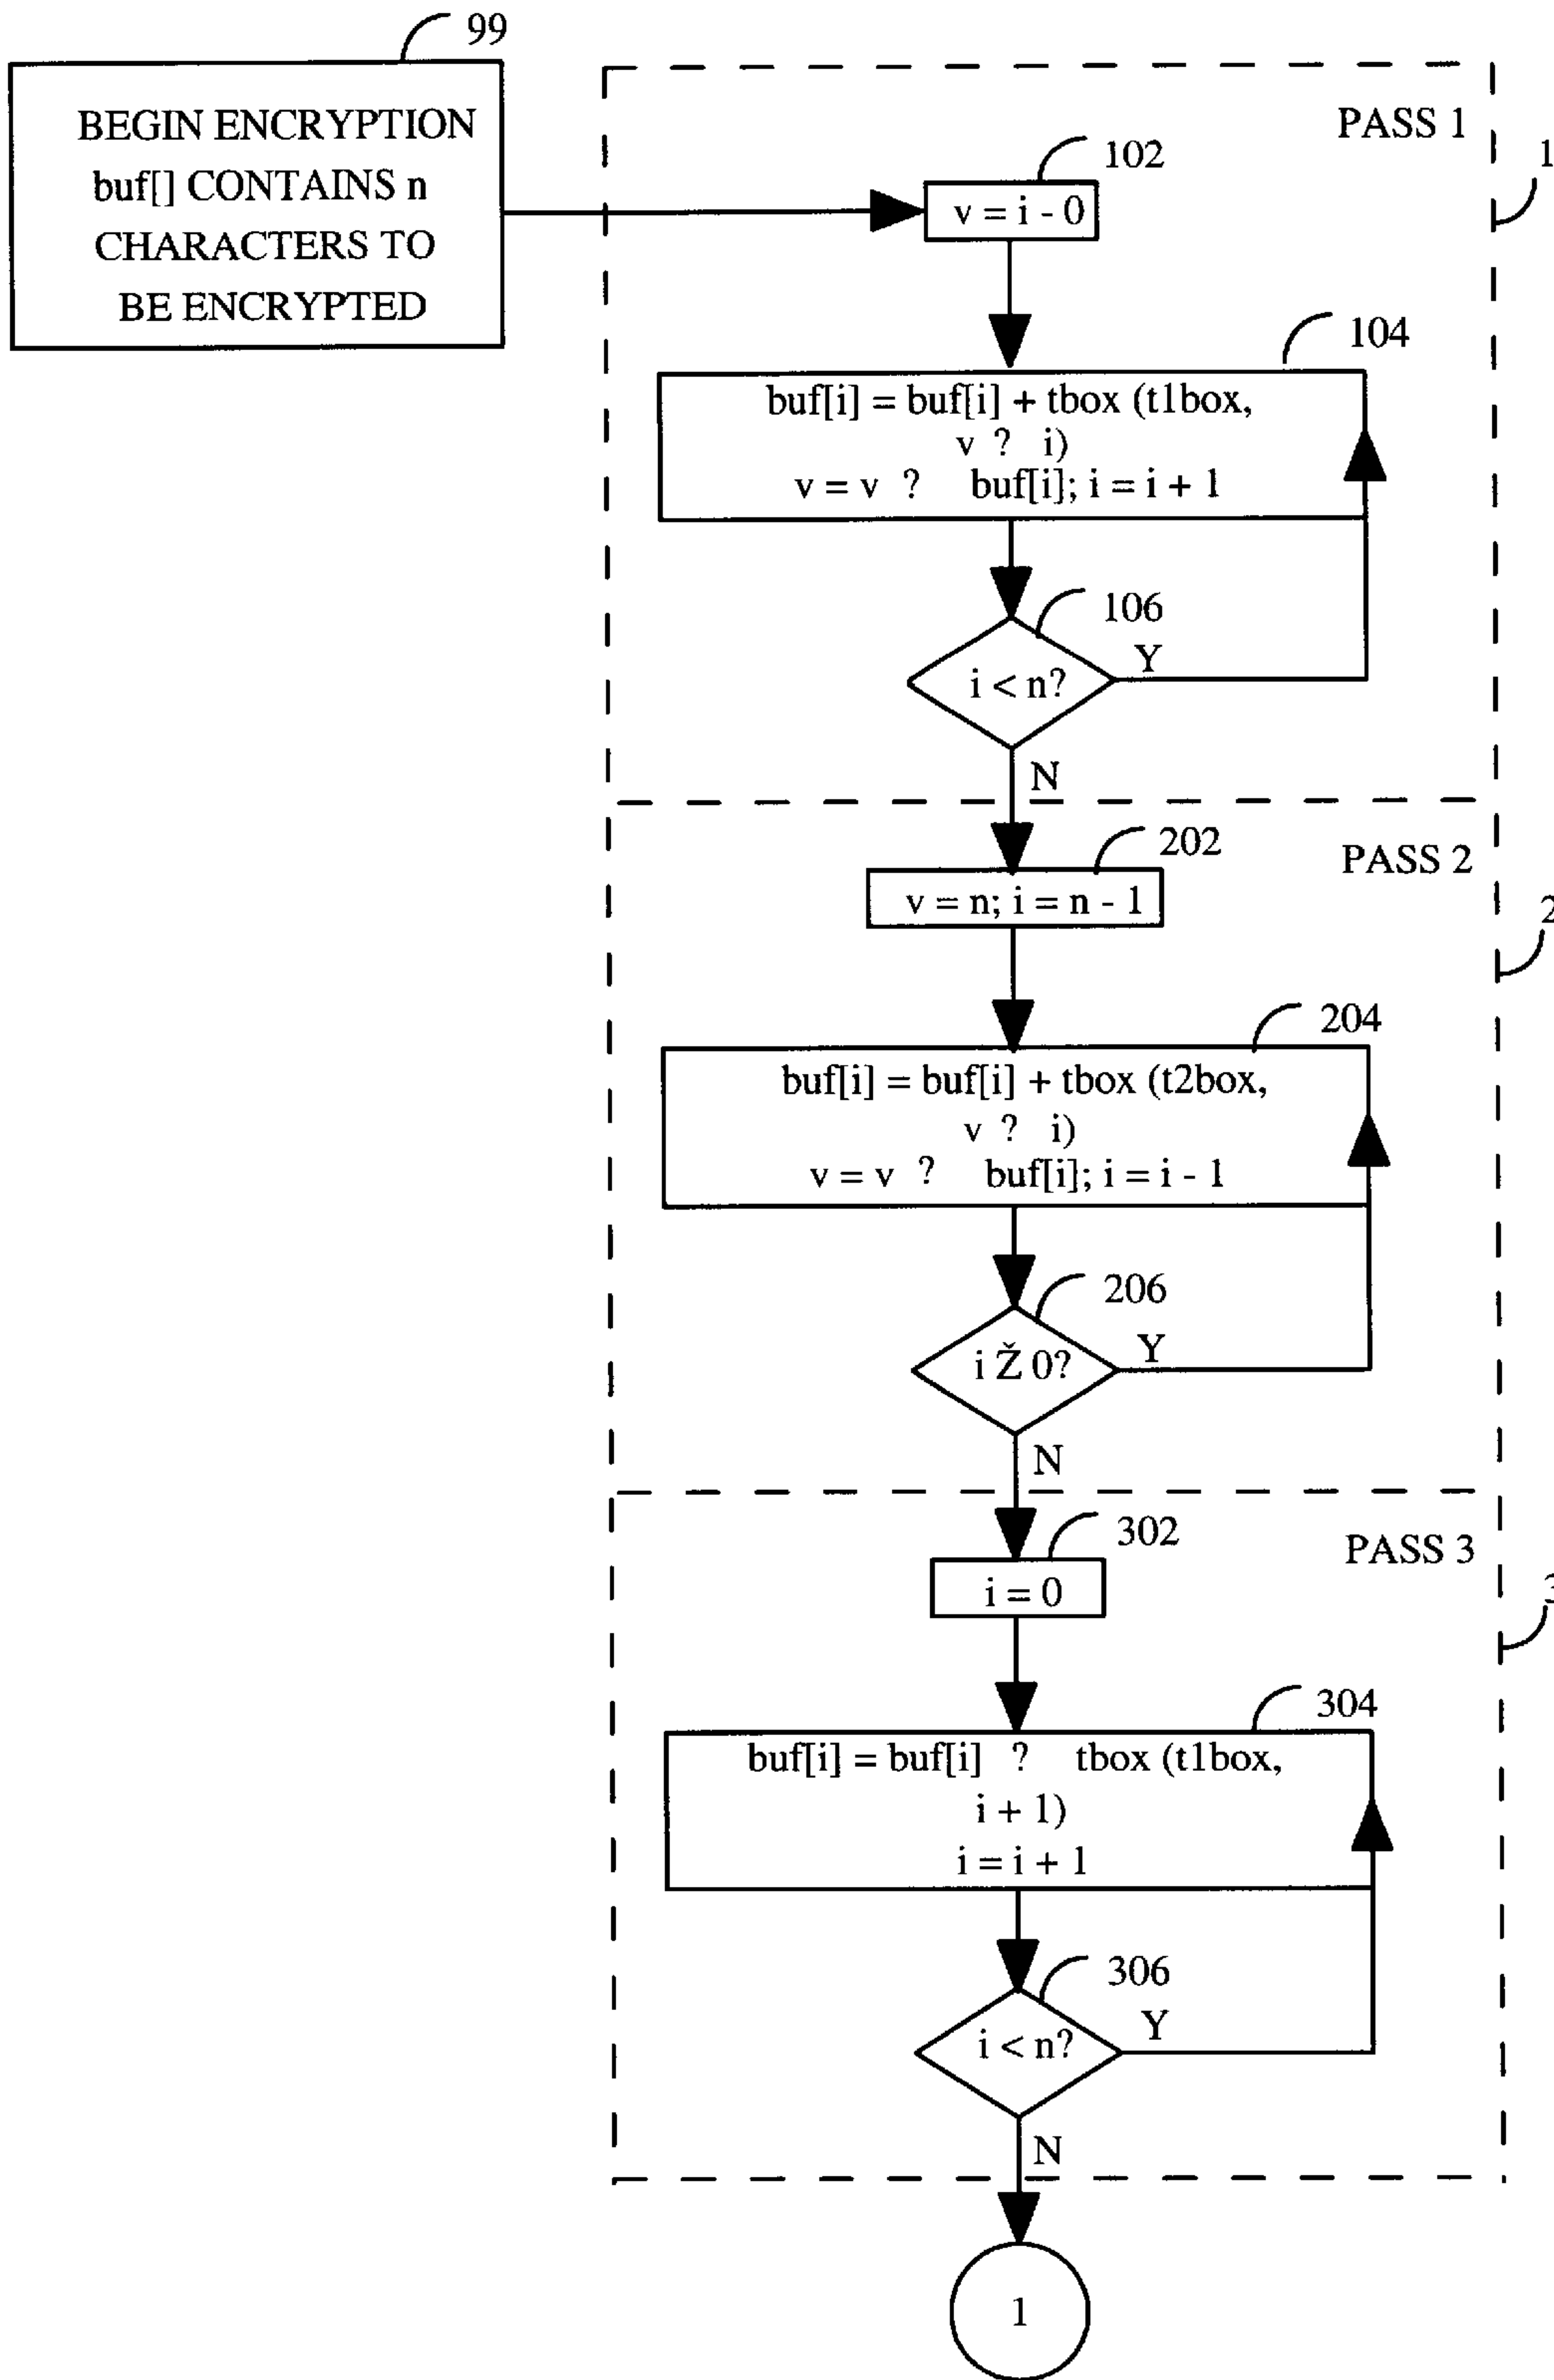 99
BEGIN ENCRYPTION
buf[] CONTAINS n
CHARACTERS TO
BE ENCRYPTED
PASS 1
1
102
v = i - 0
104
buf[i] = buf[i] + tbox (t1box,
v ? i)
v = v ? buf[i]; i = i + 1
106
i < n?
Y
N
PASS 2
2
202
v = n; i = n - 1
204
buf[i] = buf[i] + tbox (t2box,
v ? i)
v = v ? buf[i]; i = i - 1
206
i Ž 0?
Y
N
PASS 3
3
302
i = 0
304
buf[i] = buf[i] ? tbox (t1box,
i + 1)
i = i + 1
306
i < n?
Y
N
1